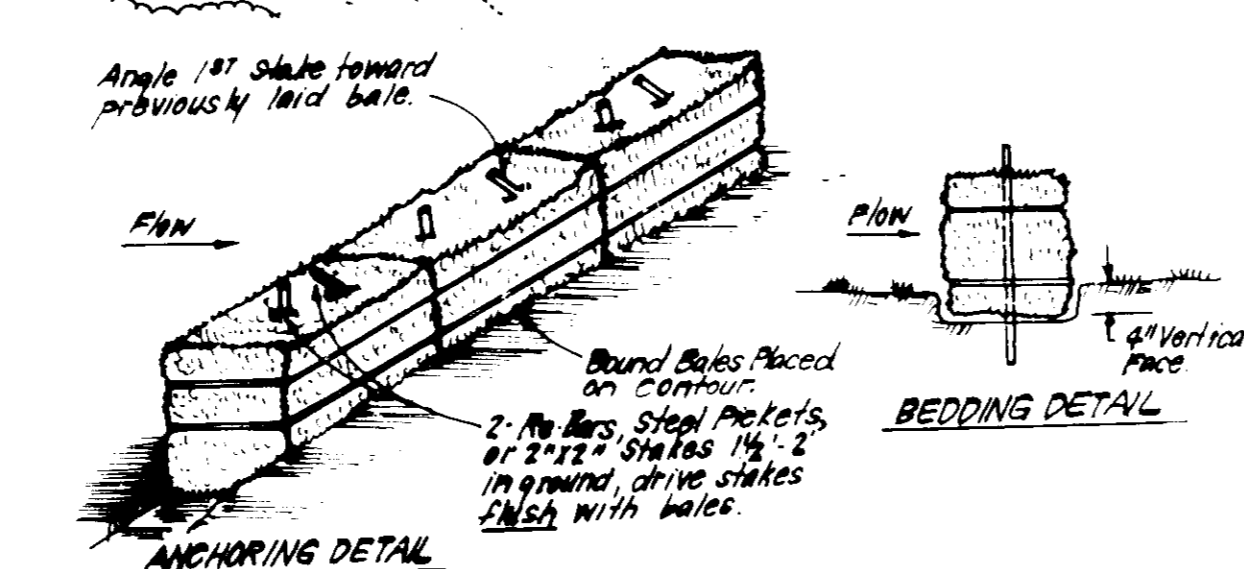 Angle 1ST stake toward
previously laid bale.
Flow
Bound Bales Placed
on contour.
2-Re-Bars, Steel Pickets,
or 2"x2" Stakes 1½'-2'
in ground, drive stakes
flush with bales.
ANCHORING DETAIL
Flow
4" Vertica
Face.
BEDDING DETAIL